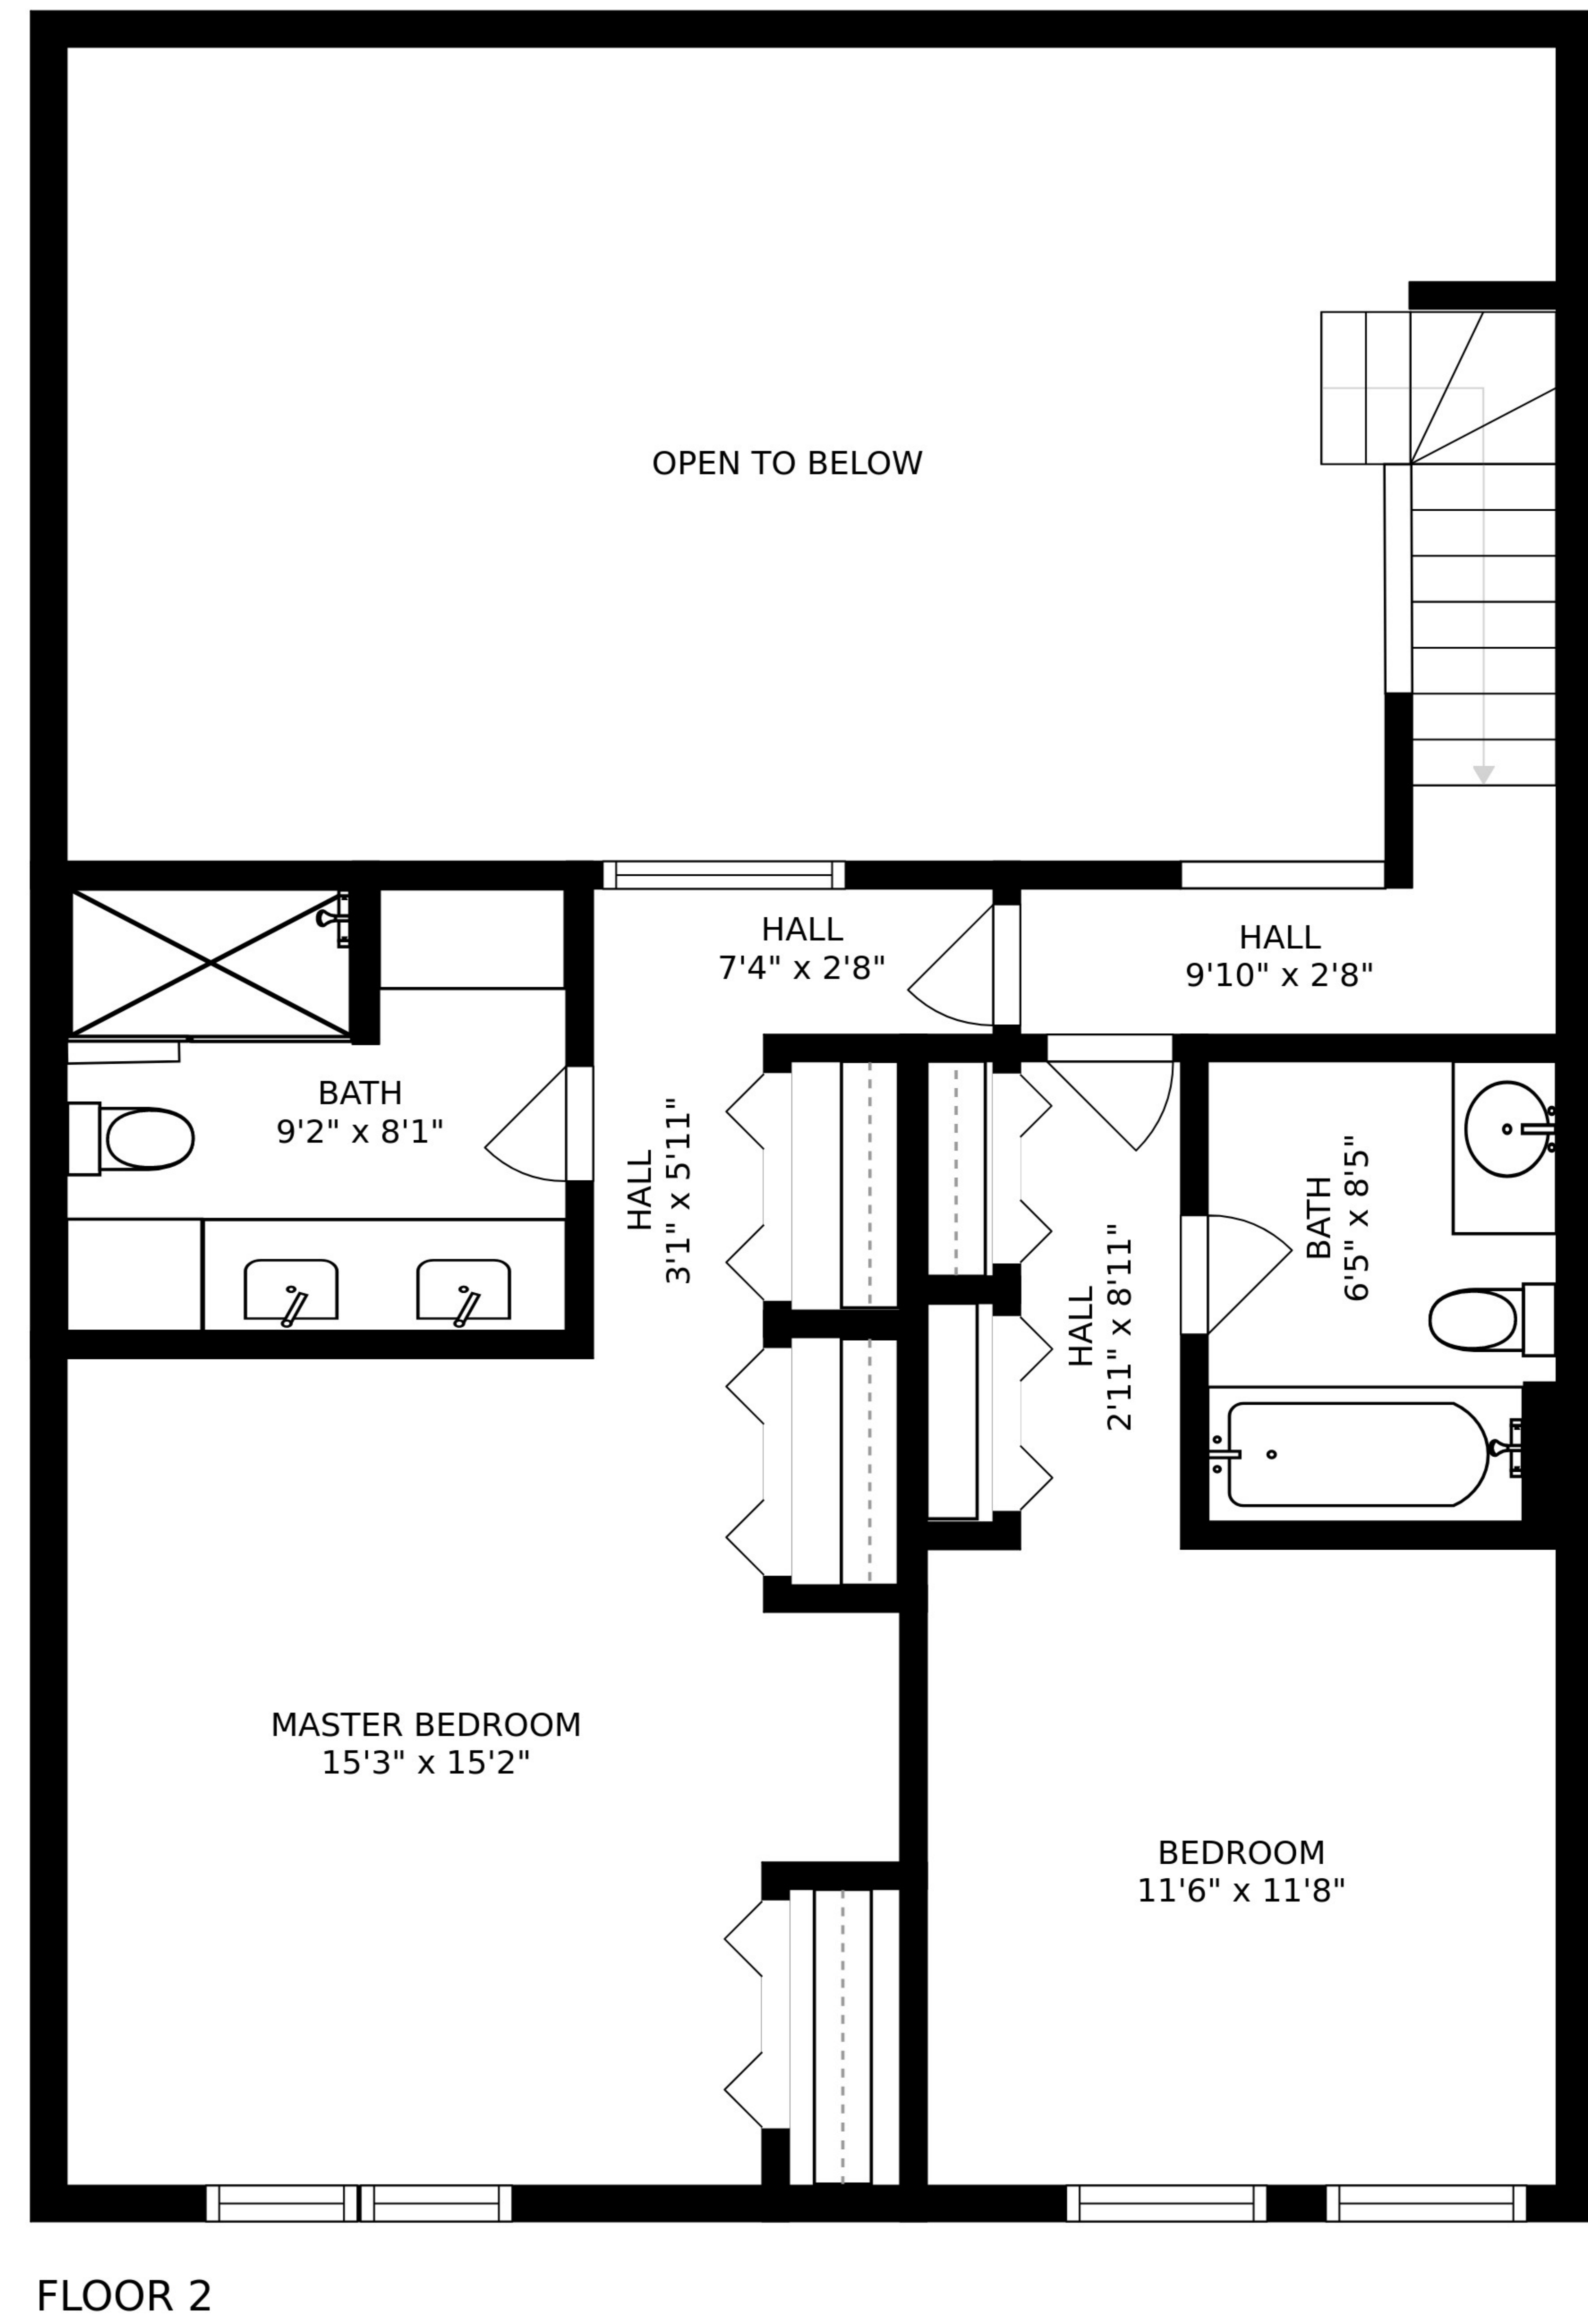 OPEN TO BELOW
HALL
7'4" x 2'8"
HALL
9'10" x 2'8"
BATH
9'2" x 8'1"
HALL
3'1" x 5'11"
HALL
2'11" x 8'11"
BATH
6'5" x 8'5"
MASTER BEDROOM
15'3" x 15'2"
BEDROOM
11'6" x 11'8"
FLOOR 2